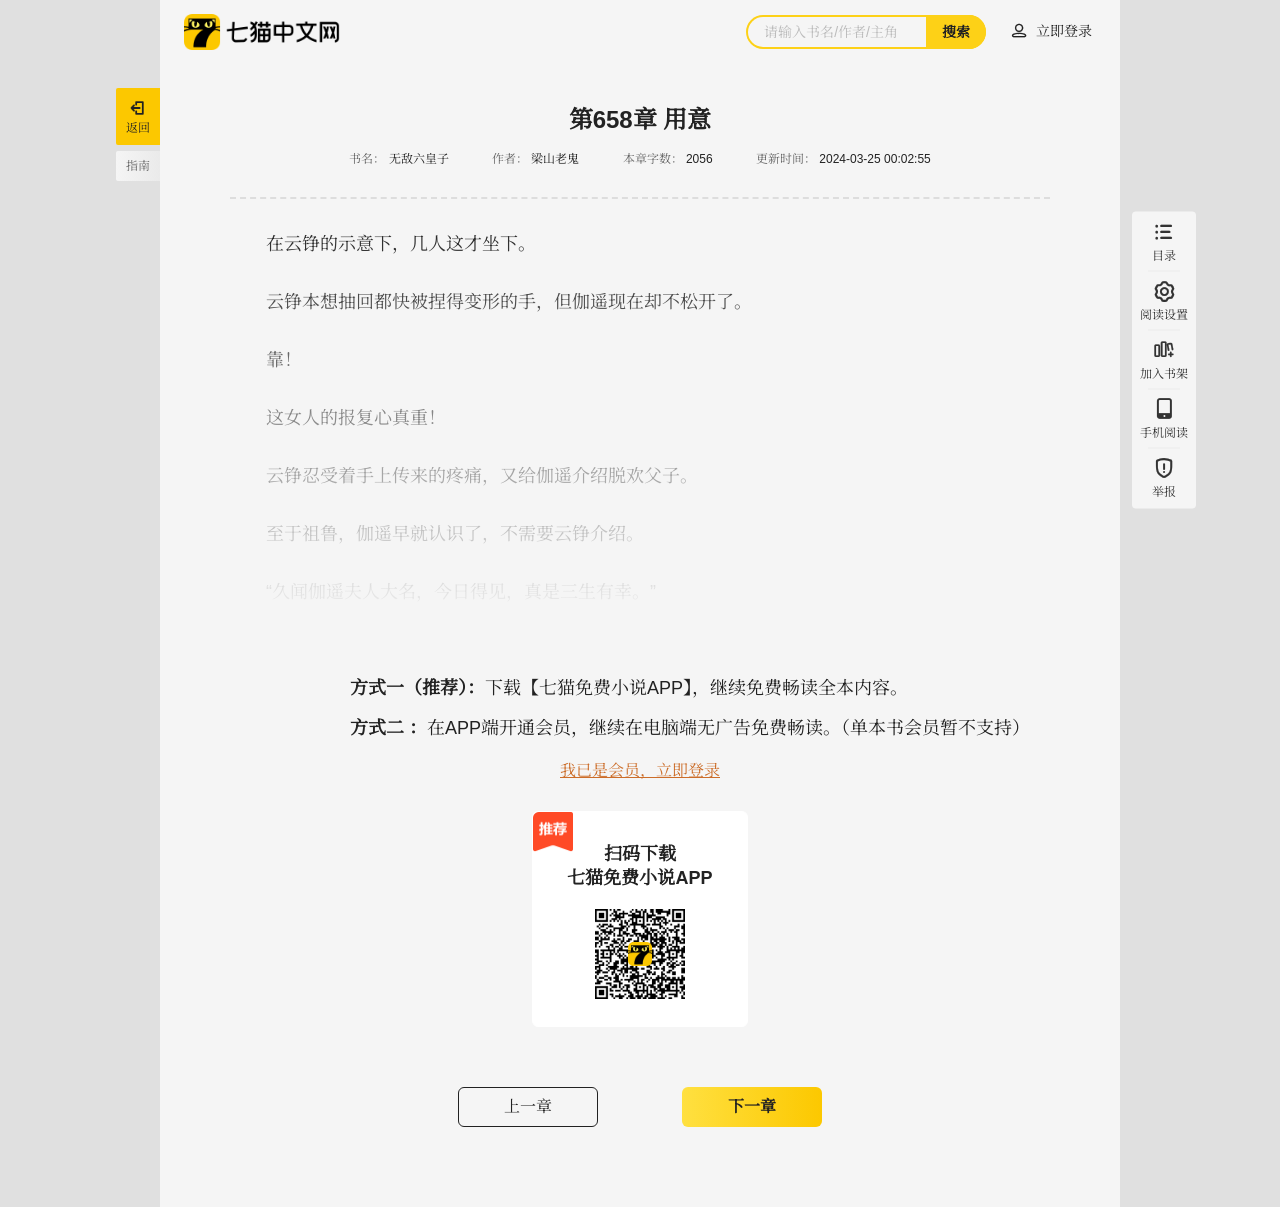 七猫中文网
请输入书名/作者/主角
搜索
立即登录
返回
指南
第658章 用意
书名： 无敌六皇子 作者： 梁山老鬼 本章字数： 2056 更新时间： 2024-03-25 00:02:55
在云铮的示意下，几人这才坐下。
云铮本想抽回都快被捏得变形的手，但伽遥现在却不松开了。
靠！
这女人的报复心真重！
云铮忍受着手上传来的疼痛，又给伽遥介绍脱欢父子。
至于祖鲁，伽遥早就认识了，不需要云铮介绍。
“久闻伽遥夫人大名，今日得见，真是三生有幸。”
目录
阅读设置
加入书架
手机阅读
举报
方式一（推荐）：下载【七猫免费小说APP】，继续免费畅读全本内容。
方式二 ：在APP端开通会员，继续在电脑端无广告免费畅读。（单本书会员暂不支持）
我已是会员，立即登录
推荐
扫码下载
七猫免费小说APP
上一章
下一章